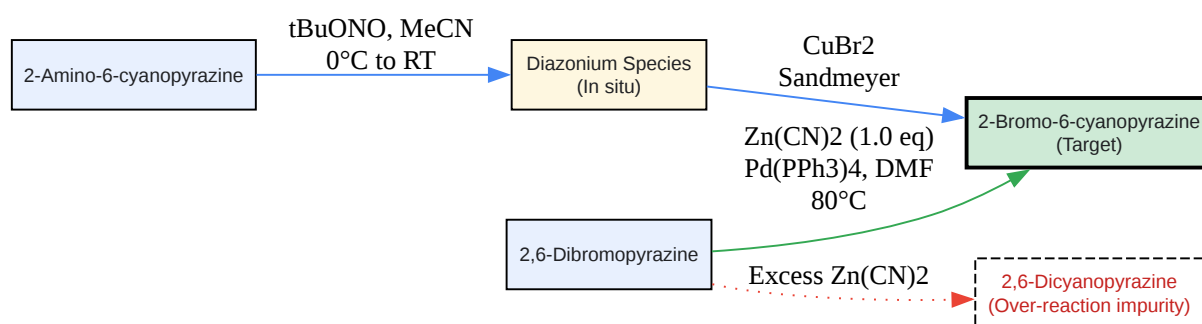 tBuONO, MeCN
0°C to RT
2-Amino-6-cyanopyrazine
Diazonium Species
(In situ)
CuBr2
Sandmeyer
2-Bromo-6-cyanopyrazine
(Target)
Zn(CN)2 (1.0 eq)
Pd(PPh3)4, DMF
80°C
2,6-Dibromopyrazine
Excess Zn(CN)2
2,6-Dicyanopyrazine
(Over-reaction impurity)